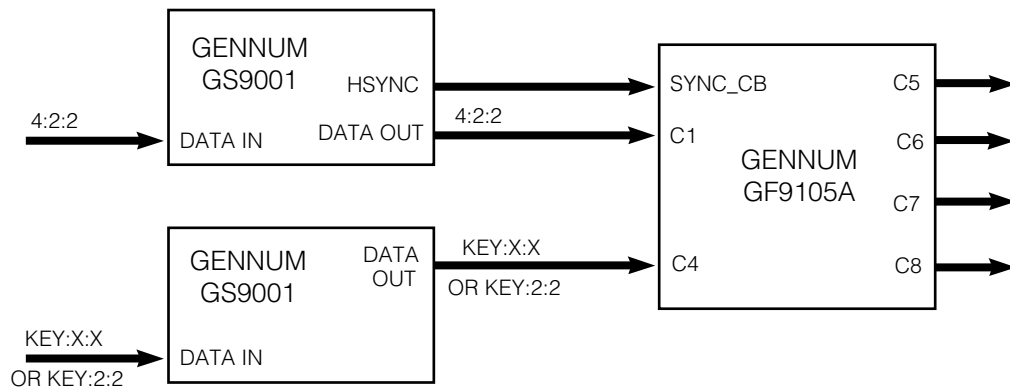 GENNUM
GS9001
HSYNC
4:2:2
DATA IN
DATA OUT
4:2:2
SYNC_CB
C1
GENNUM
GF9105A
C4
C5
C6
C7
C8
GENNUM
GS9001
DATA
OUT
KEY:X:X
OR KEY:2:2
KEY:X:X
OR KEY:2:2
DATA IN